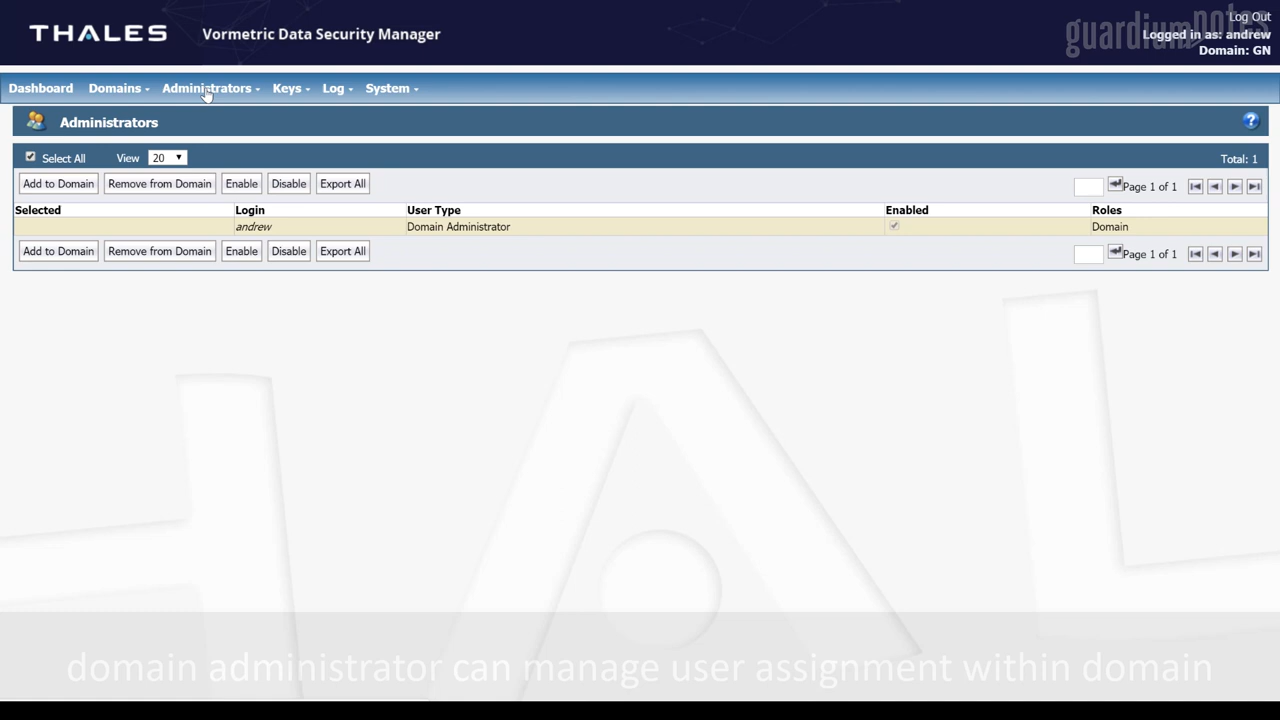 THALES
Vormetric Data Security Manager
guardiumnotes
Log Out
Logged in as: andrew
Domain: GN
Dashboard Domains Administrators Keys Log System
Administrators
Select All View 20 Total: 1
Add to Domain Remove from Domain Enable Disable Export All Page 1 of 1
Selected Login User Type Enabled Roles
andrew Domain Administrator Domain
Add to Domain Remove from Domain Enable Disable Export All Page 1 of 1
domain administrator can manage user assignment within domain